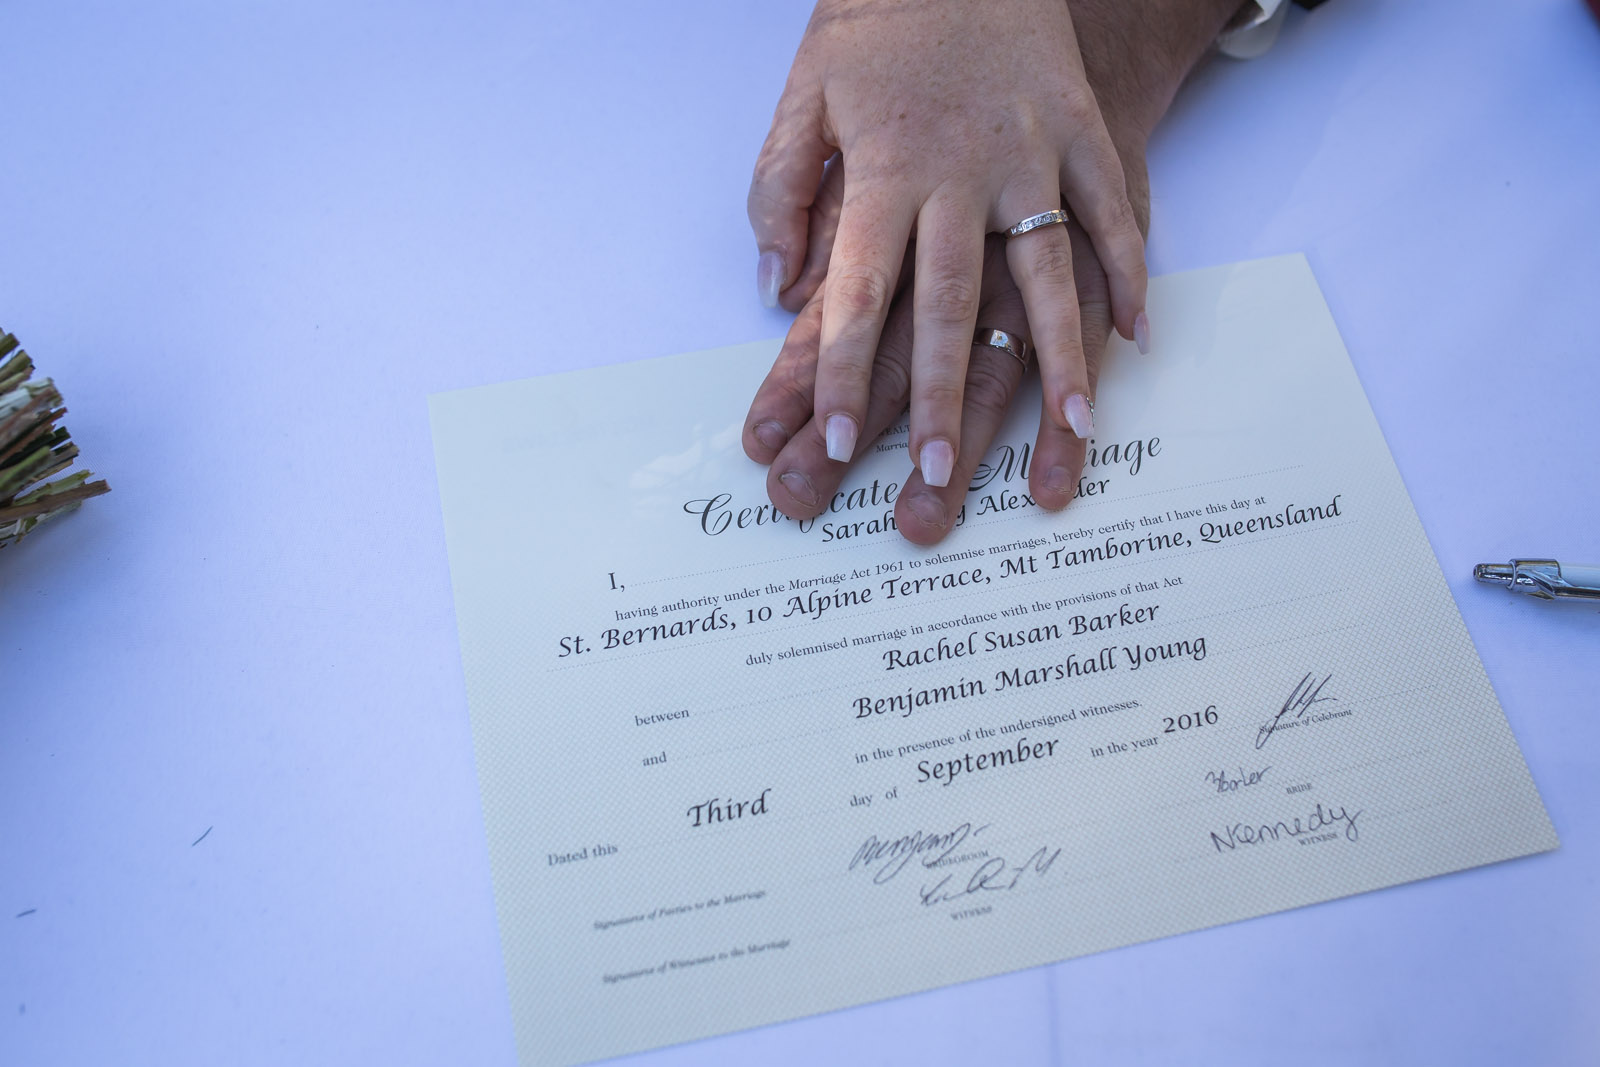 Marria
Certificate of Marriage
Sarah Alexander
I,
having authority under the Marriage Act 1961 to solemnise marriages, hereby certify that I have this day at
St. Bernards, 10 Alpine Terrace, Mt Tamborine, Queensland
duly solemnised marriage in accordance with the provisions of that Act
between Rachel Susan Barker
and Benjamin Marshall Young
in the presence of the undersigned witnesses.
Dated this Third day of September in the year 2016
Signature of Celebrant
Signatures of Parties to the Marriage
BRIDEGROOM
BRIDE
Signatures of Witnesses to the Marriage
NKennedy
WITNESS
WITNESS